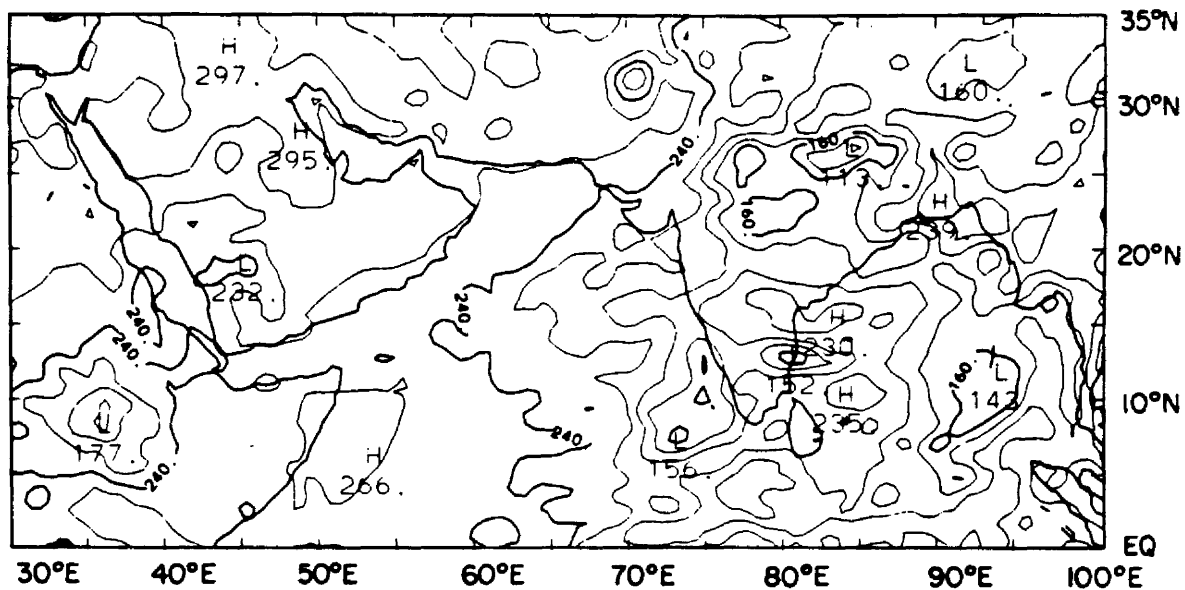 35°N
H
297.
L
160.
30°N
H
295.
240.
160
L
113.
160.
H
239.
L
20°N
L
232.
240.
240.
240.
H
230.
152
160.
L
143
H
235.
10°N
L
177.
240.
H
266.
240
L
156.
EQ
30°E 40°E 50°E 60°E 70°E 80°E 90°E 100°E